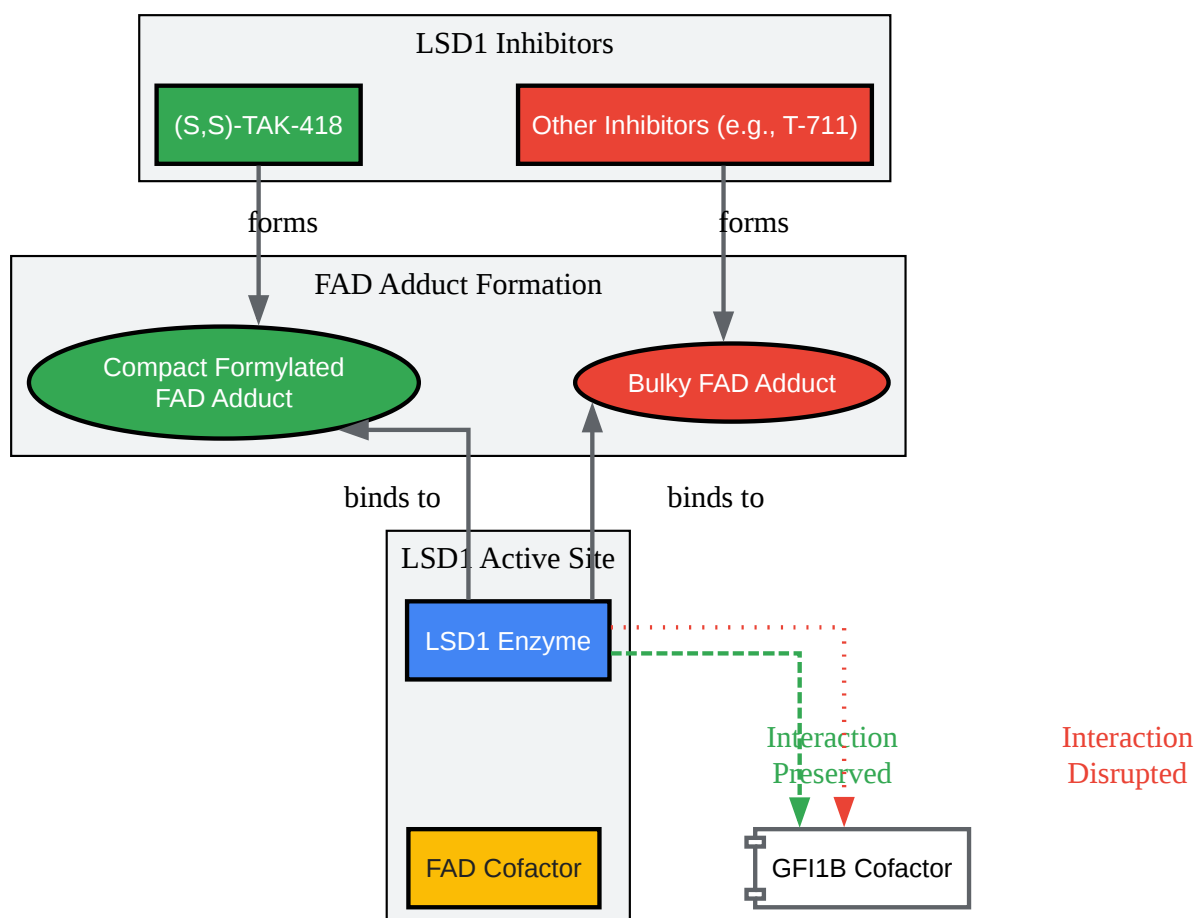 LSD1 Inhibitors
(S,S)-TAK-418
Other Inhibitors (e.g., T-711)
forms
forms
FAD Adduct Formation
Compact Formylated
FAD Adduct
Bulky FAD Adduct
binds to
binds to
LSD1 Active Site
LSD1 Enzyme
Interaction
Preserved
Interaction
Disrupted
FAD Cofactor
GFI1B Cofactor